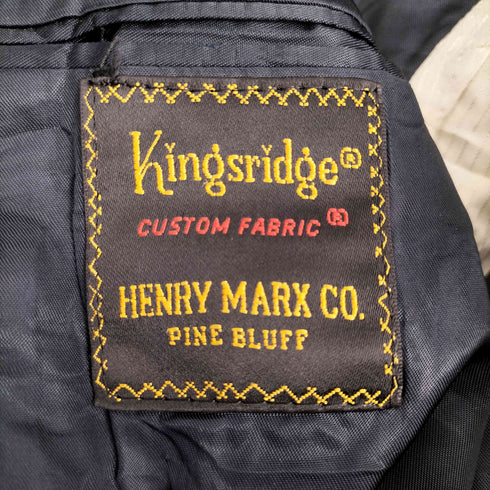 Kingsridge®
CUSTOM FABRIC ®
HENRY MARX CO.
PINE BLUFF